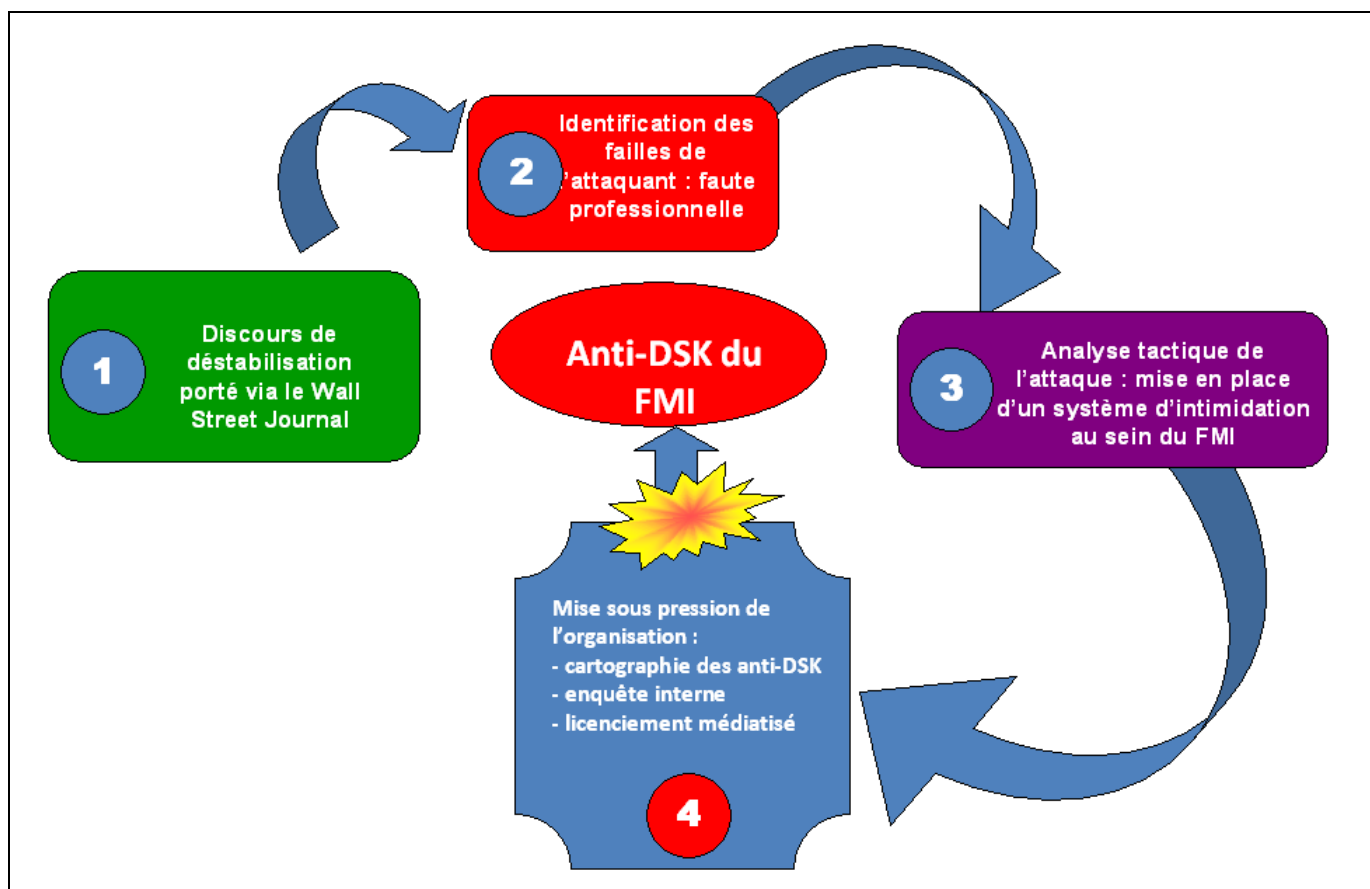 1
Discours de
déstabilisation
porté via le Wall
Street Journal
2
Identification des
failles de
l'attaquant : faute
professionnelle
3
Analyse tactique de
l'attaque : mise en place
d'un système d'intimidation
au sein du FMI
Anti-DSK du
FMI
Mise sous pression de
l'organisation :
- cartographie des anti-DSK
- enquête interne
- licenciement médiatisé
4